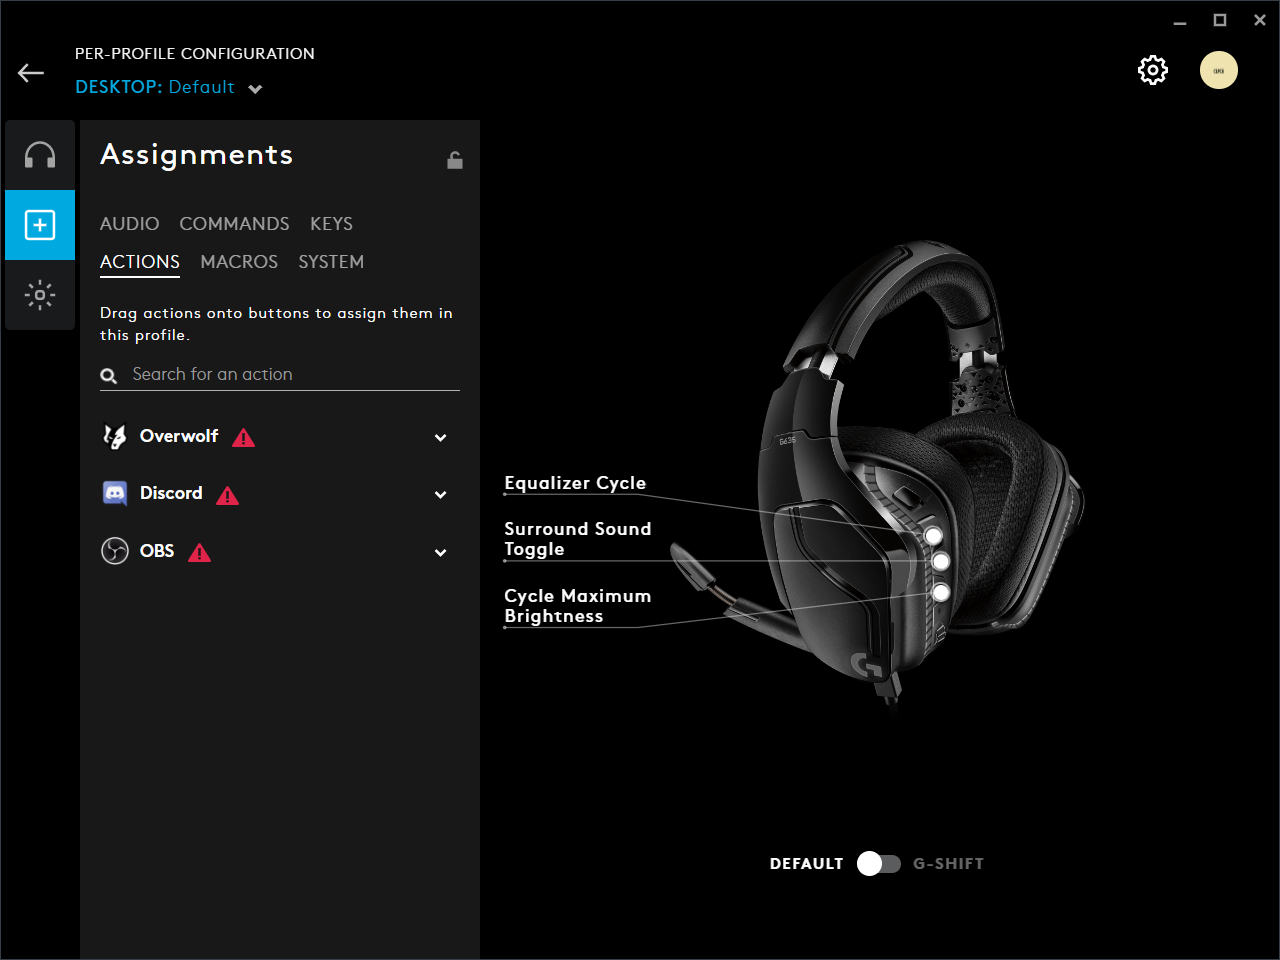 PER-PROFILE CONFIGURATION
DESKTOP: Default
Assignments
AUDIO COMMANDS KEYS
ACTIONS MACROS SYSTEM
Drag actions onto buttons to assign them in
this profile.
Search for an action
Overwolf
Discord
OBS
G635
Equalizer Cycle
Surround Sound
Toggle
Cycle Maximum
Brightness
DEFAULT G-SHIFT